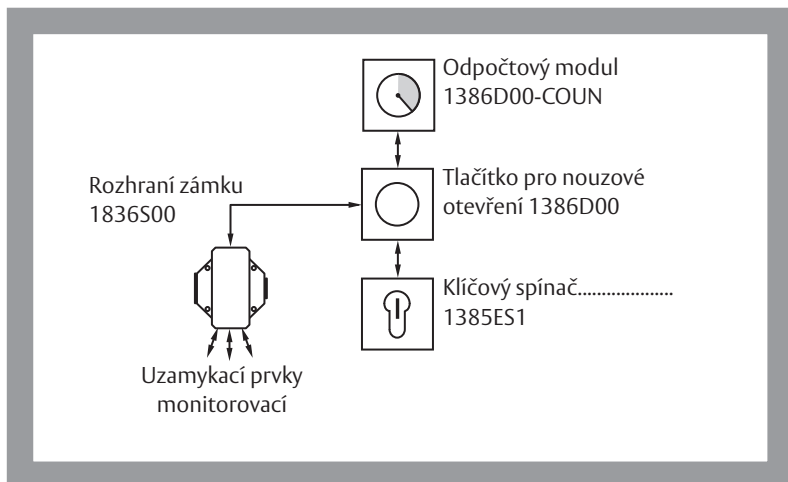 Odpočtový modul
1386D00-COUN
Rozhraní zámku
1836S00
Tlačítko pro nouzové
otevření 1386D00
Klíčový spínač...................
1385ES1
Uzamykací prvky
monitorovací